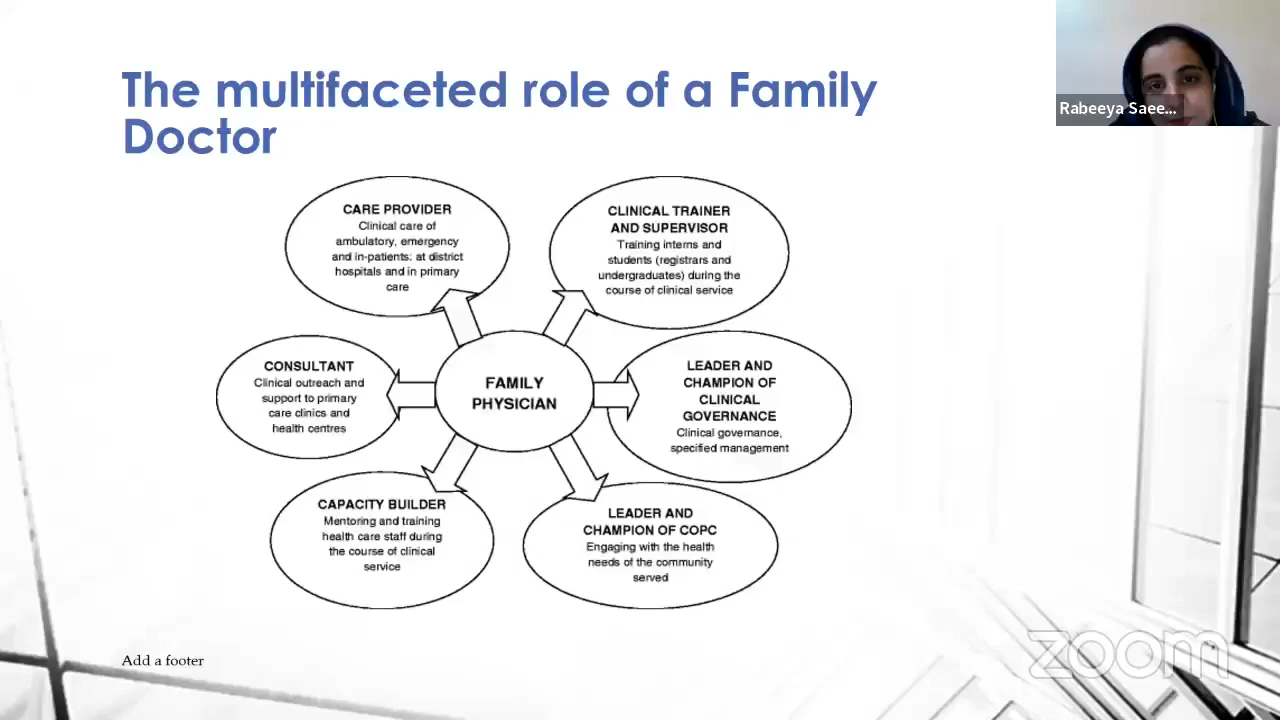 The multifaceted role of a Family
Doctor
Rabeeya Saee...
CARE PROVIDER
Clinical care of
ambulatory, emergency
and in-patients: at district
hospitals and in primary
care
CLINICAL TRAINER
AND SUPERVISOR
Training interns and
students (registrars and
undergraduates) during the
course of clinical service
CONSULTANT
Clinical outreach and
support to primary
care clinics and
health centres
FAMILY
PHYSICIAN
LEADER AND
CHAMPION OF
CLINICAL
GOVERNANCE
Clinical governance,
specified management
CAPACITY BUILDER
Mentoring and training
health care staff during
the course of clinical
service
LEADER AND
CHAMPION OF COPC
Engaging with the health
needs of the community
served
Add a footer
zoom